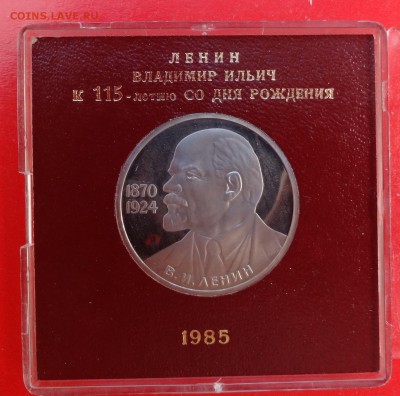 COINS.LAVE.RU
ЛЕНИН
ВЛАДИМИР ИЛЬИЧ
К 115-летию СО ДНЯ РОЖДЕНИЯ
1870
1924
В. И. ЛЕНИН
1985